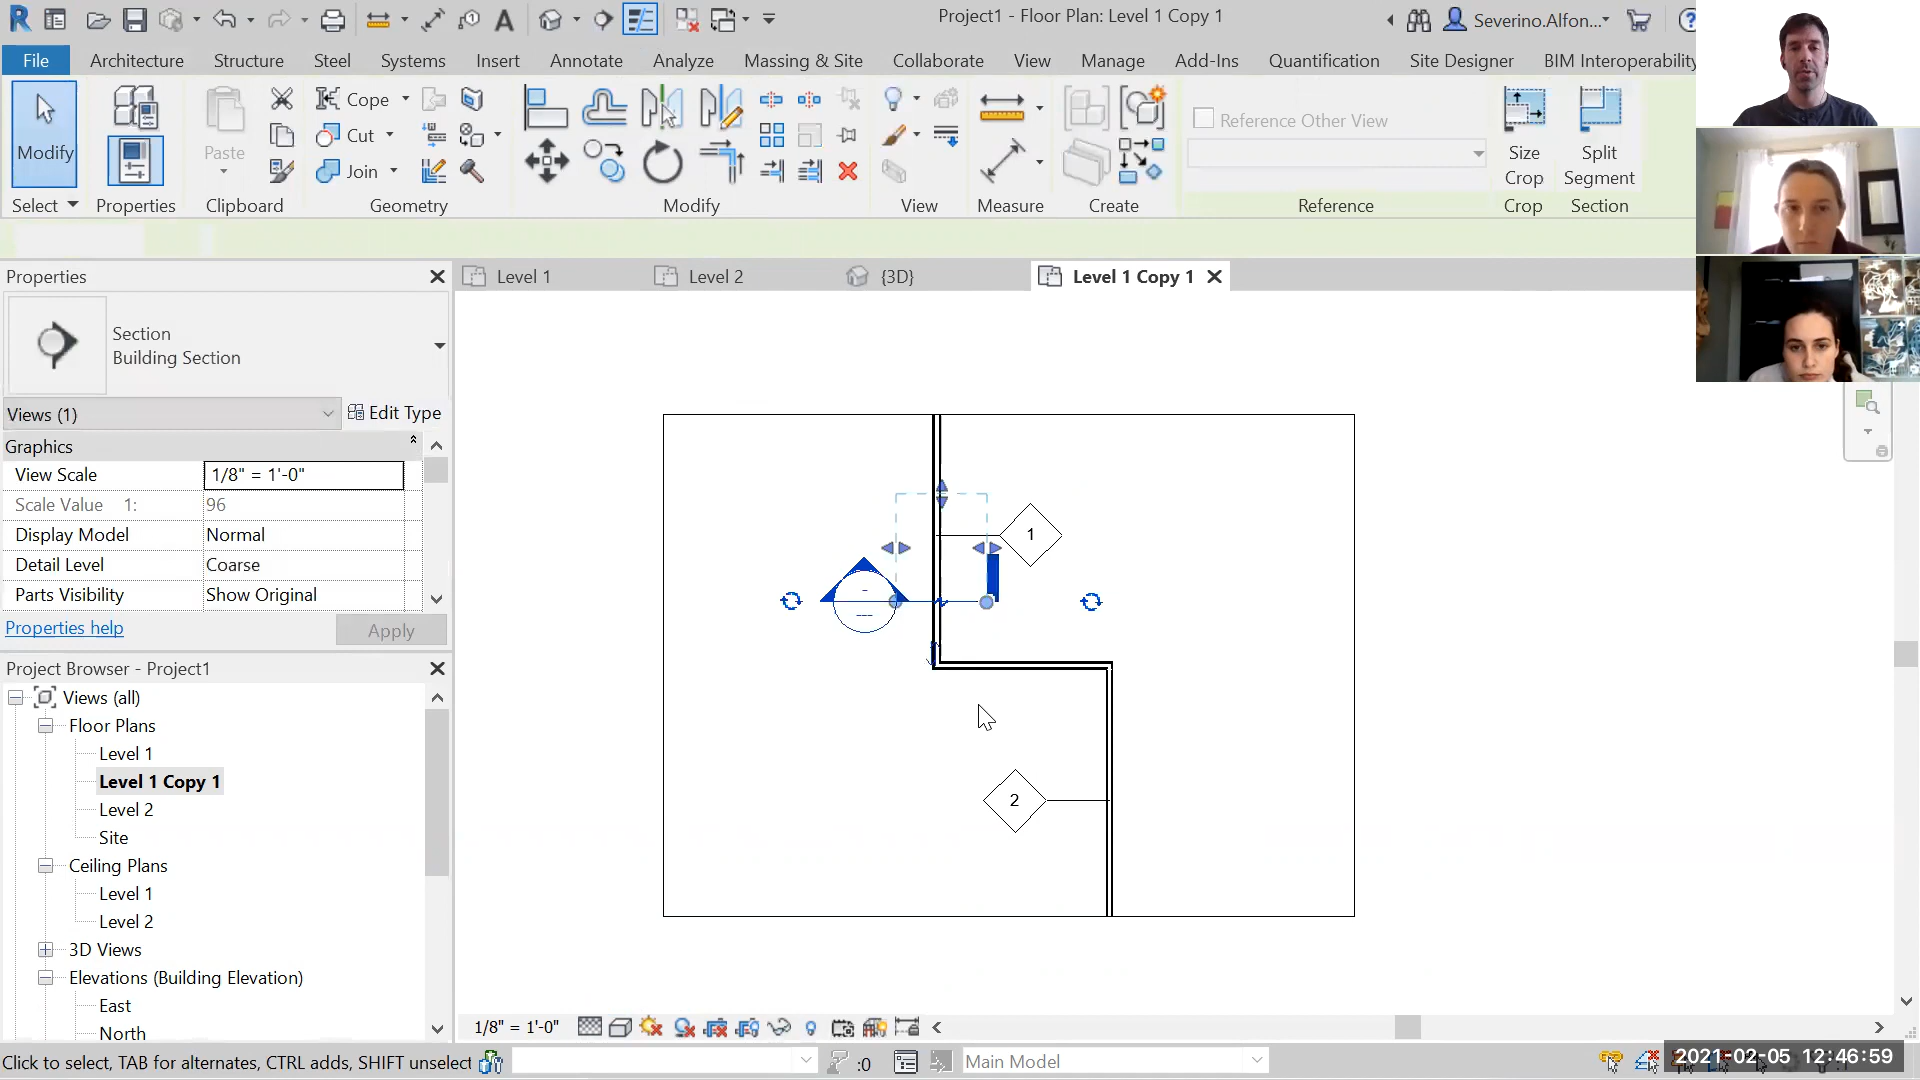 Project1 - Floor Plan: Level 1 Copy 1
Severino.Alfon...
File Architecture Structure Steel Systems Insert Annotate Analyze Massing & Site Collaborate View Manage Add-Ins Quantification Site Designer BIM Interoperability
Modify
Paste
Cope
Cut
Join
Reference Other View
Size Crop
Split Segment
Select Properties Clipboard Geometry Modify View Measure Create Reference Crop Section
Properties
Level 1
Level 2
{3D}
Level 1 Copy 1
Section
Building Section
Views (1)
Edit Type
Graphics
View Scale 1/8" = 1'-0"
Scale Value 1: 96
Display Model Normal
Detail Level Coarse
Parts Visibility Show Original
Properties help
Apply
1
2
Project Browser - Project1
Views (all)
Floor Plans
Level 1
Level 1 Copy 1
Level 2
Site
Ceiling Plans
Level 1
Level 2
3D Views
Elevations (Building Elevation)
East
North
1/8" = 1'-0"
Click to select, TAB for alternates, CTRL adds, SHIFT unselect
:0
Main Model
2021-02-05 12:46:59